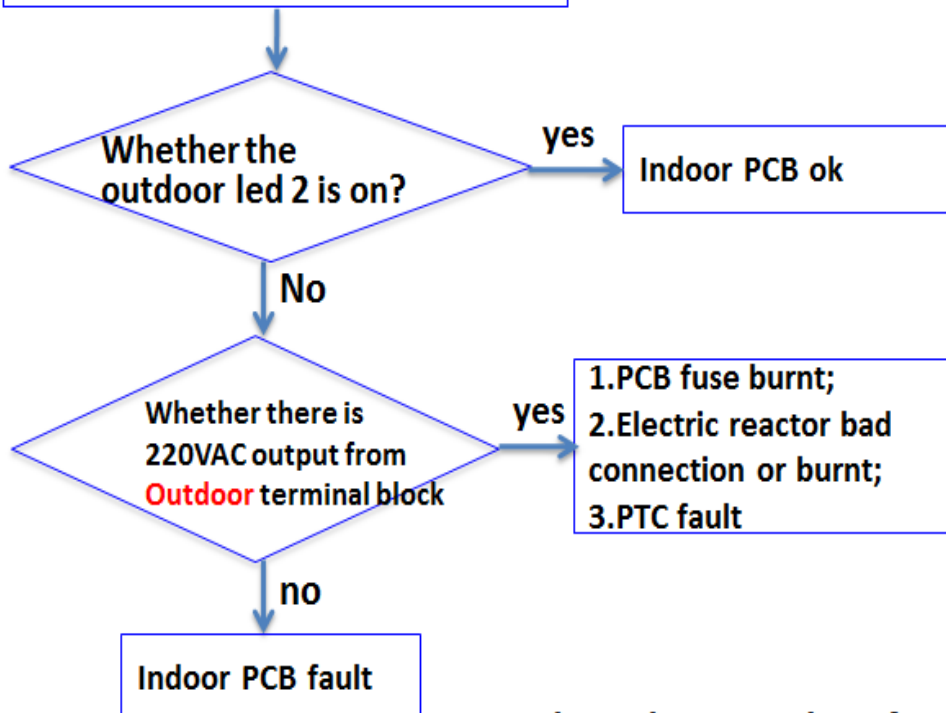 Whether the
outdoor led 2 is on?
yes
Indoor PCB ok
No
Whether there is
220VAC output from
Outdoor terminal block
yes
1.PCB fuse burnt;
2.Electric reactor bad
connection or burnt;
3.PTC fault
no
Indoor PCB fault